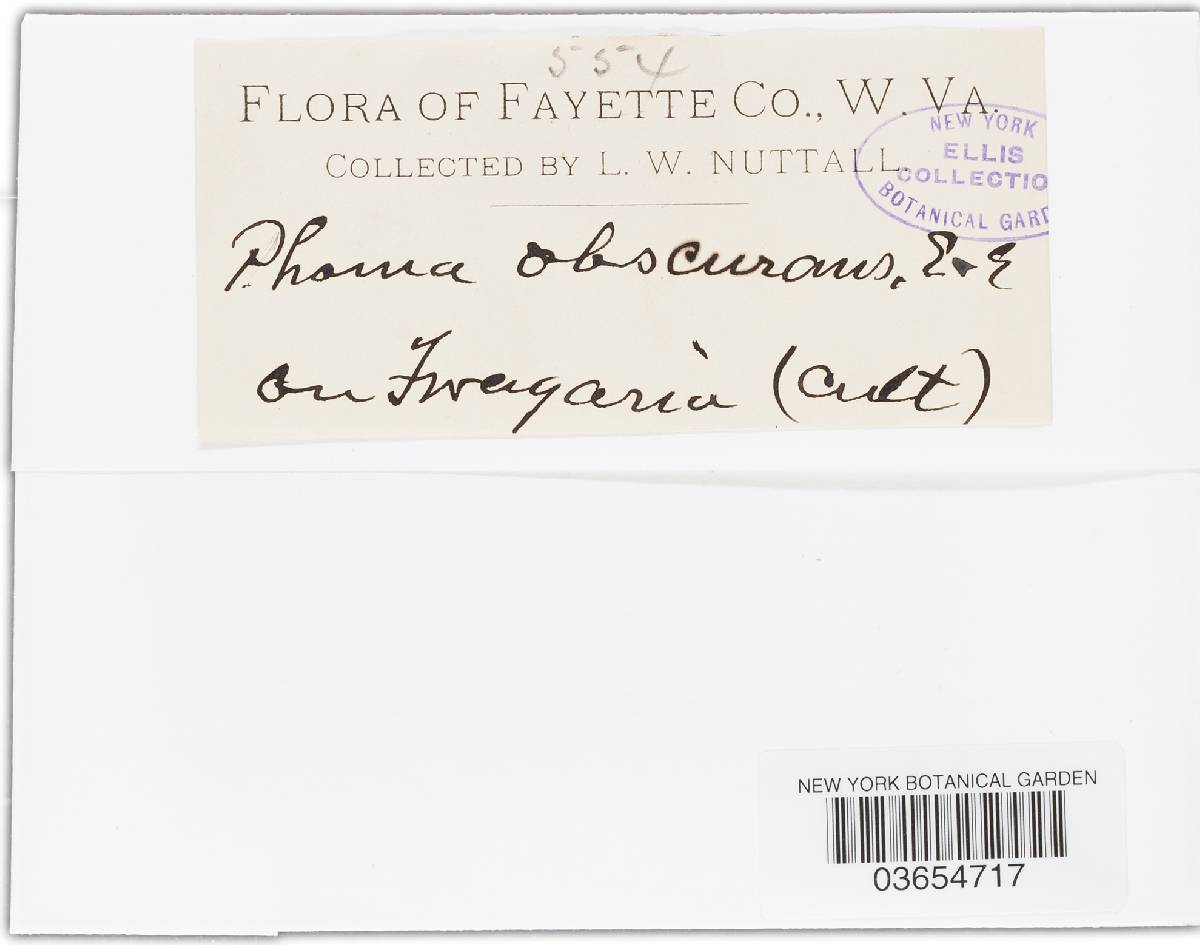 554
FLORA OF FAYETTE CO., W. VA.
COLLECTED BY L. W. NUTTALL.
NEW YORK
ELLIS
COLLECTIO
BOTANICAL GARD
Phoma obscurans, E. & E
on Fragaria (cult)
NEW YORK BOTANICAL GARDEN
03654717